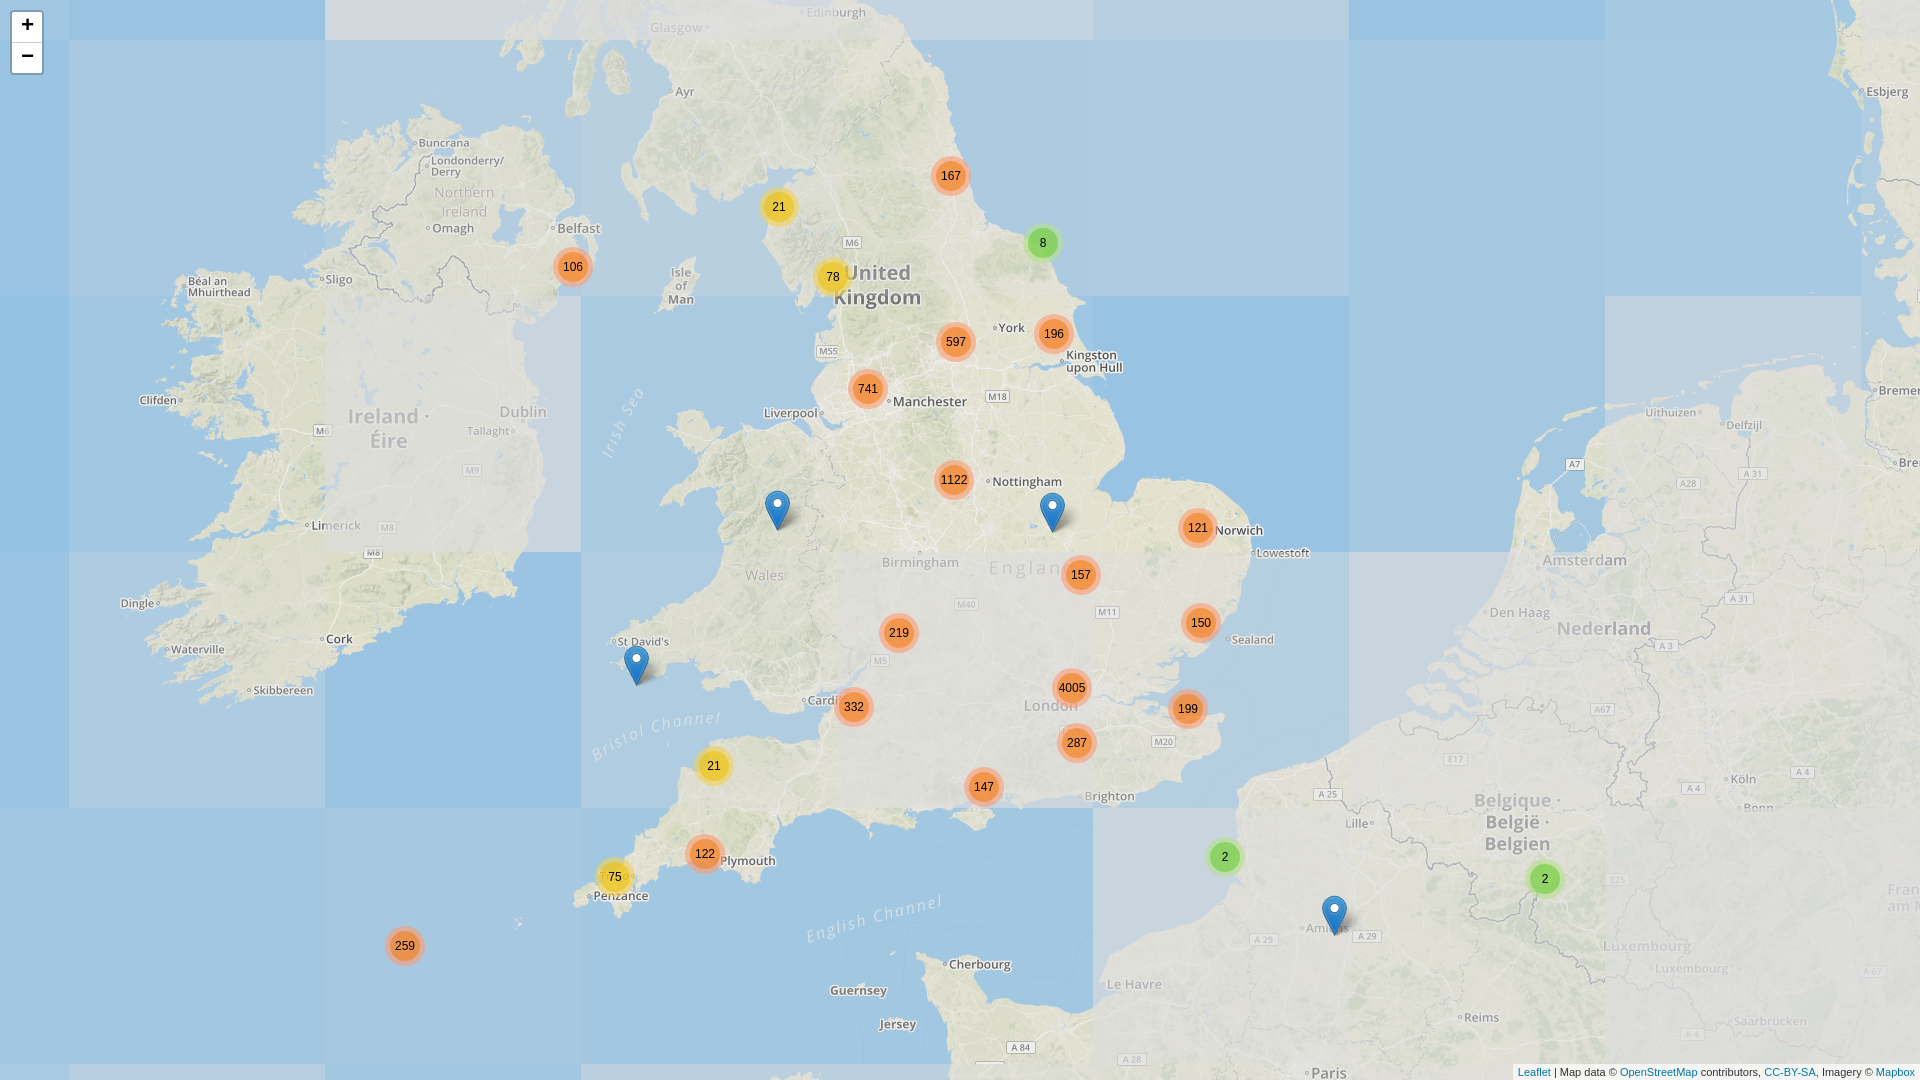 +
−
Glasgow
Edinburgh
Ayr
Esbjerg
Buncrana
Londonderry/
Derry
167
Northern
Ireland
21
Omagh
Belfast
M6
8
106
Isle
of
Man
78
United
Kingdom
Sligo
Béal an
Mhuirthead
York
196
597
M55
Kingston
upon Hull
741
Clifden
Manchester
M18
Liverpool
Dublin
Irish Sea
Ireland ·
Éire
Tallaght
M6
M9
Uithuizen
Delfzijl
Bremer
A7
A 31
A28
Bre
1122
Nottingham
Limerick
M8
121
Norwich
M8
Lowestoft
Birmingham
Wales
Englan
157
Amsterdam
Dingle
M40
M11
A 31
Den Haag
Nederland
Cork
219
150
St David's
Sealand
Waterville
A 3
M5
Skibbereen
4005
Cardi
332
London
199
A67
Bristol Channel
287
M20
E17
21
147
Köln
A 4
A 4
Brighton
A 25
Belgique ·
België ·
Belgien
Bonn
Lille
122
Plymouth
2
75
Penzance
2
E25
Fran
am M
English Channel
A 29
A 29
259
Luxembourg
Luxembourg
A 67
Cherbourg
Le Havre
Guernsey
Jersey
Reims
Saarbrücken
A 4
A 84
A 28
Paris
Leaflet | Map data © OpenStreetMap contributors, CC-BY-SA, Imagery © Mapbox